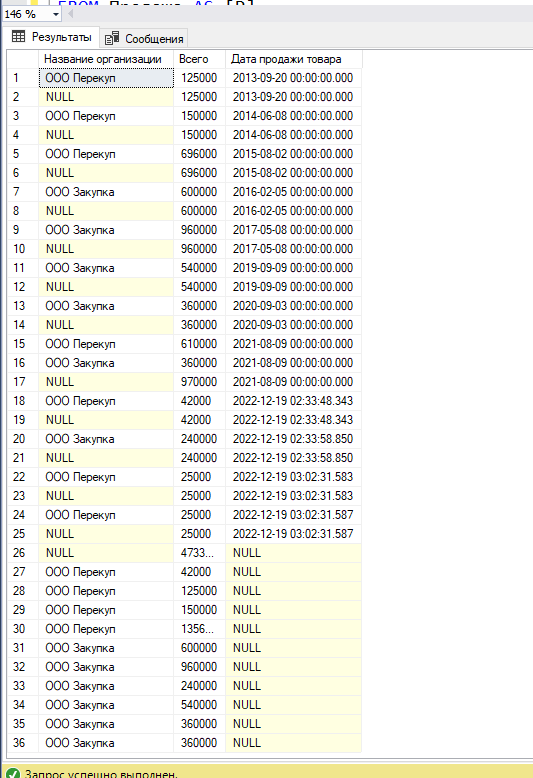 FROM Продажа AS [P]
146 %
Результаты Сообщения
Название организации Всего Дата продажи товара
1 ООО Перекуп 125000 2013-09-20 00:00:00.000
2 NULL 125000 2013-09-20 00:00:00.000
3 ООО Перекуп 150000 2014-06-08 00:00:00.000
4 NULL 150000 2014-06-08 00:00:00.000
5 ООО Перекуп 696000 2015-08-02 00:00:00.000
6 NULL 696000 2015-08-02 00:00:00.000
7 ООО Закупка 600000 2016-02-05 00:00:00.000
8 NULL 600000 2016-02-05 00:00:00.000
9 ООО Закупка 960000 2017-05-08 00:00:00.000
10 NULL 960000 2017-05-08 00:00:00.000
11 ООО Закупка 540000 2019-09-09 00:00:00.000
12 NULL 540000 2019-09-09 00:00:00.000
13 ООО Закупка 360000 2020-09-03 00:00:00.000
14 NULL 360000 2020-09-03 00:00:00.000
15 ООО Перекуп 610000 2021-08-09 00:00:00.000
16 ООО Закупка 360000 2021-08-09 00:00:00.000
17 NULL 970000 2021-08-09 00:00:00.000
18 ООО Перекуп 42000 2022-12-19 02:33:48.343
19 NULL 42000 2022-12-19 02:33:48.343
20 ООО Закупка 240000 2022-12-19 02:33:58.850
21 NULL 240000 2022-12-19 02:33:58.850
22 ООО Перекуп 25000 2022-12-19 03:02:31.583
23 NULL 25000 2022-12-19 03:02:31.583
24 ООО Перекуп 25000 2022-12-19 03:02:31.587
25 NULL 25000 2022-12-19 03:02:31.587
26 NULL 4733... NULL
27 ООО Перекуп 42000 NULL
28 ООО Перекуп 125000 NULL
29 ООО Перекуп 150000 NULL
30 ООО Перекуп 1356... NULL
31 ООО Закупка 600000 NULL
32 ООО Закупка 960000 NULL
33 ООО Закупка 240000 NULL
34 ООО Закупка 540000 NULL
35 ООО Закупка 360000 NULL
36 ООО Закупка 360000 NULL
Запрос успешно выполнен.